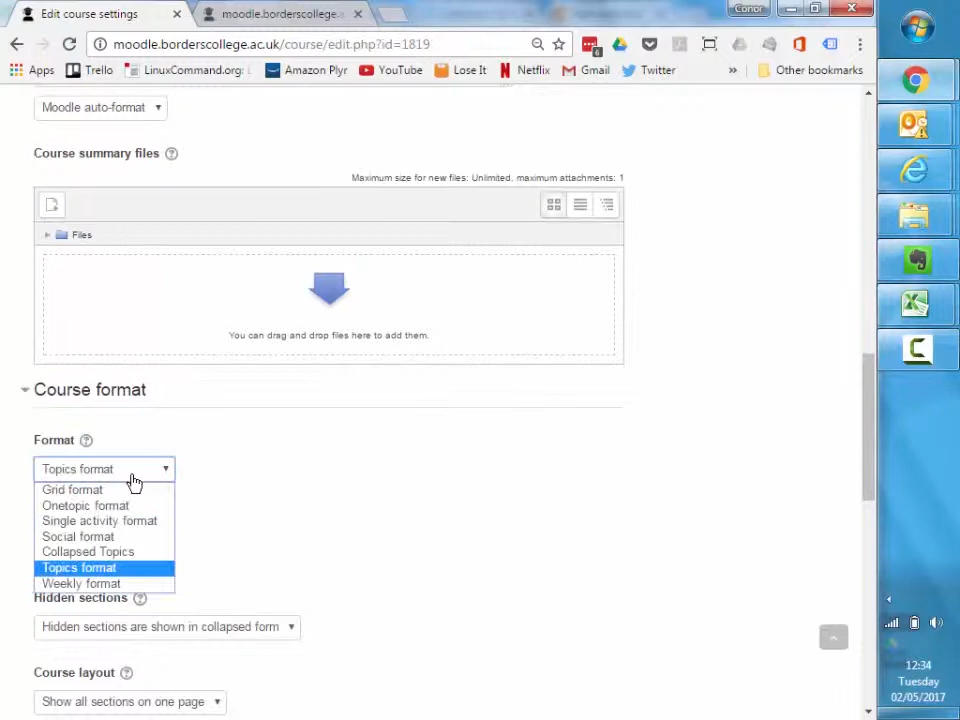 Edit course settings
moodle.borderscollege.a
Conor
moodle.borderscollege.ac.uk/course/edit.php?id=1819
6
Apps
Trello
LinuxCommand.org:
Amazon Plyr
YouTube
Lose It
Netflix
Gmail
Twitter
»
Other bookmarks
Moodle auto-format
Course summary files
Maximum size for new files: Unlimited, maximum attachments: 1
Files
You can drag and drop files here to add them.
Course format
Format
Topics format
Grid format
Onetopic format
Single activity format
Social format
Collapsed Topics
Topics format
Weekly format
Hidden sections
Hidden sections are shown in collapsed form
Course layout
Show all sections on one page
12:34
Tuesday
02/05/2017